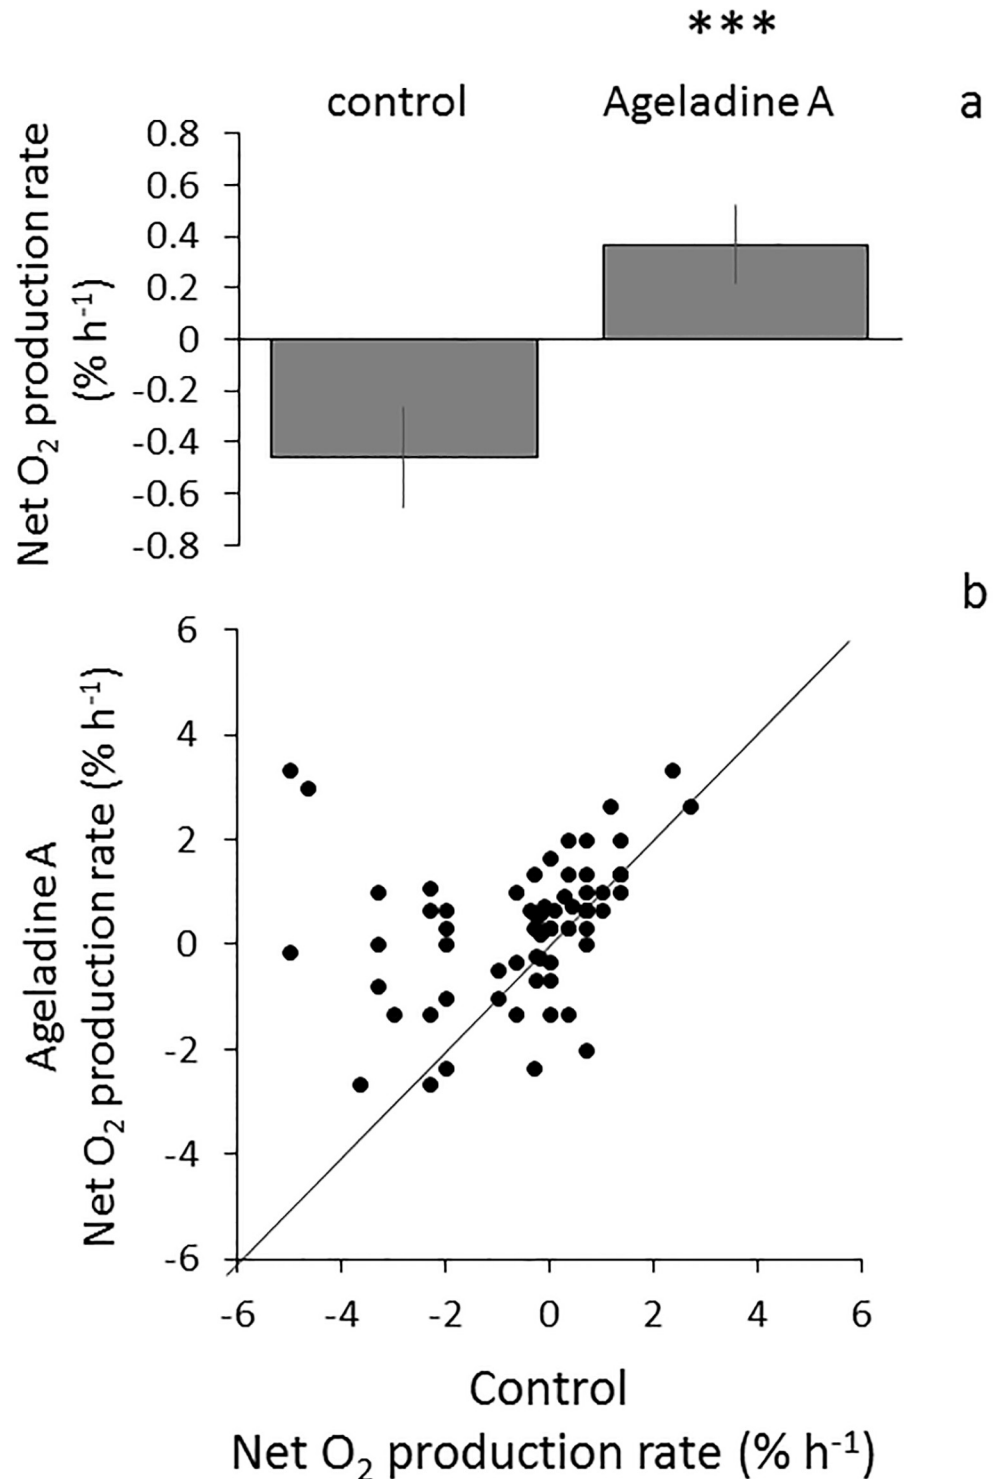 ***
control Ageladine A a
Net O2 production rate
(% h-1)
0.8
0.6
0.4
0.2
0
-0.2
-0.4
-0.6
-0.8
b
Ageladine A
Net O2 production rate (% h-1)
6
4
2
0
-2
-4
-6
-6 -4 -2 0 2 4 6
Control
Net O2 production rate (% h-1)